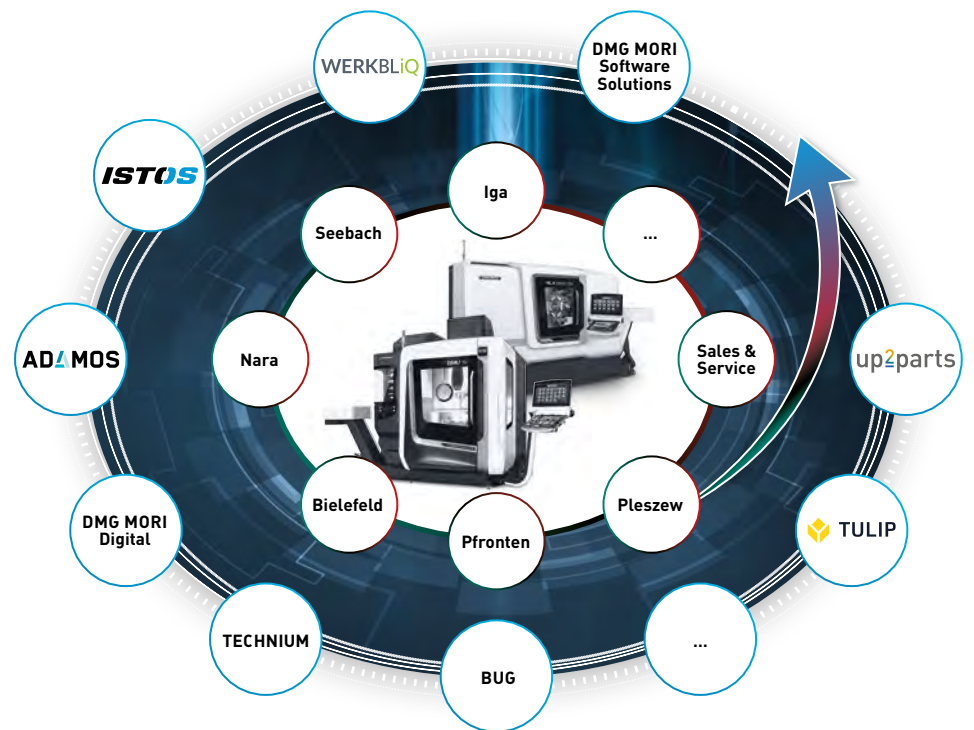 WERKBLiQ
DMG MORI
Software
Solutions
ISTOS
Iga
Seebach
...
ADAMOS
Nara
Sales &
Service
up2parts
Bielefeld
Pleszew
DMG MORI
Digital
Pfronten
TULIP
TECHNIUM
...
BUG